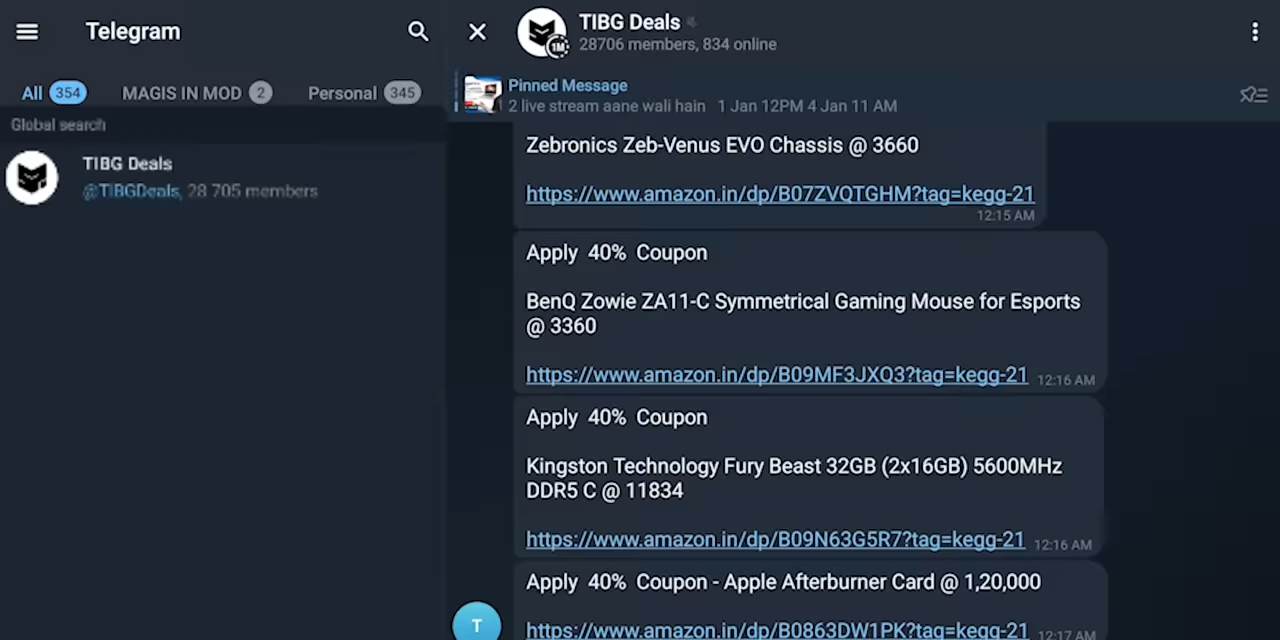 Telegram
All 354 MAGIS IN MOD 2 Personal 345
Global search
TIBG Deals
@TIBGDeals, 28 705 members
TIBG Deals
1M
28706 members, 834 online
Pinned Message
2 live stream aane wali hain 1 Jan 12PM 4 Jan 11 AM
Zebronics Zeb-Venus EVO Chassis @ 3660
https://www.amazon.in/dp/B07ZVQTGHM?tag=kegg-21
12:15 AM
Apply 40% Coupon
BenQ Zowie ZA11-C Symmetrical Gaming Mouse for Esports
@ 3360
https://www.amazon.in/dp/B09MF3JXQ3?tag=kegg-21 12:16 AM
Apply 40% Coupon
Kingston Technology Fury Beast 32GB (2x16GB) 5600MHz
DDR5 C @ 11834
https://www.amazon.in/dp/B09N63G5R7?tag=kegg-21 12:16 AM
Apply 40% Coupon - Apple Afterburner Card @ 1,20,000
T
https://www.amazon.in/dp/B0863DW1PK?tag=kegg-21 12:17 AM